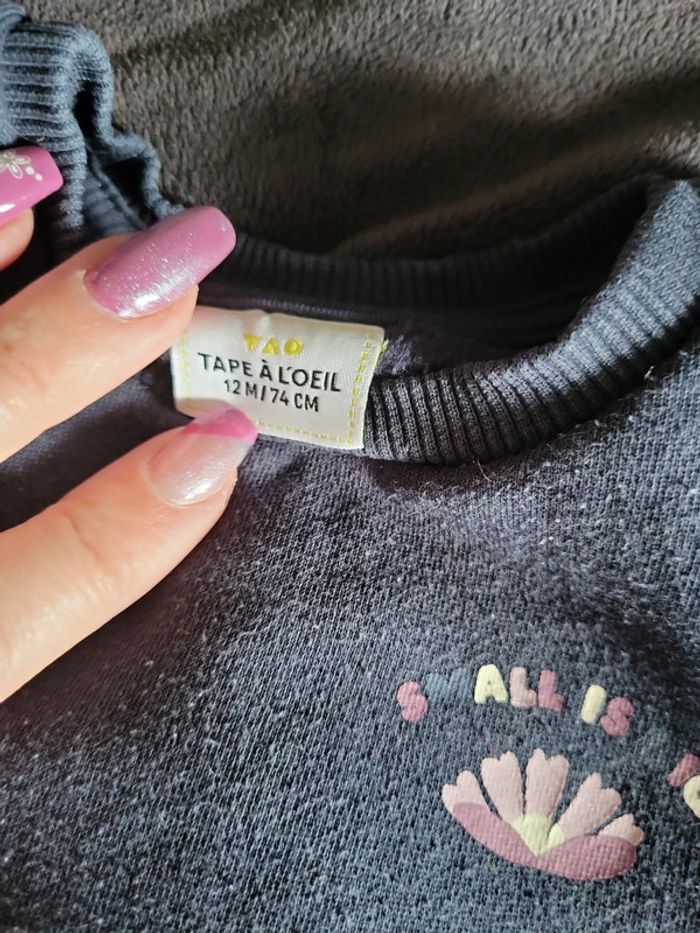 TAO
TAPE À L'OEIL
12 M/74 CM
SMALL IS